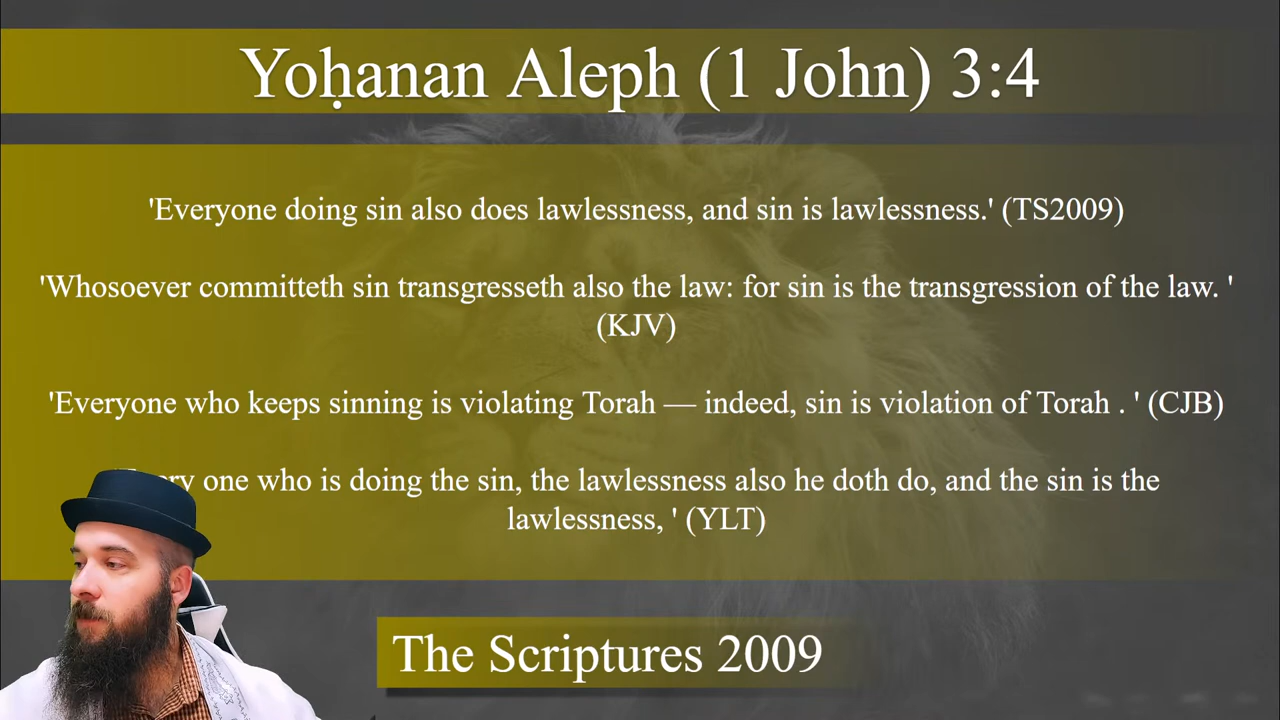 Yoḥanan Aleph (1 John) 3:4
'Everyone doing sin also does lawlessness, and sin is lawlessness.' (TS2009)
'Whosoever committeth sin transgresseth also the law: for sin is the transgression of the law. '
(KJV)
'Everyone who keeps sinning is violating Torah — indeed, sin is violation of Torah . ' (CJB)
one who is doing the sin, the lawlessness also he doth do, and the sin is the
lawlessness, ' (YLT)
The Scriptures 2009